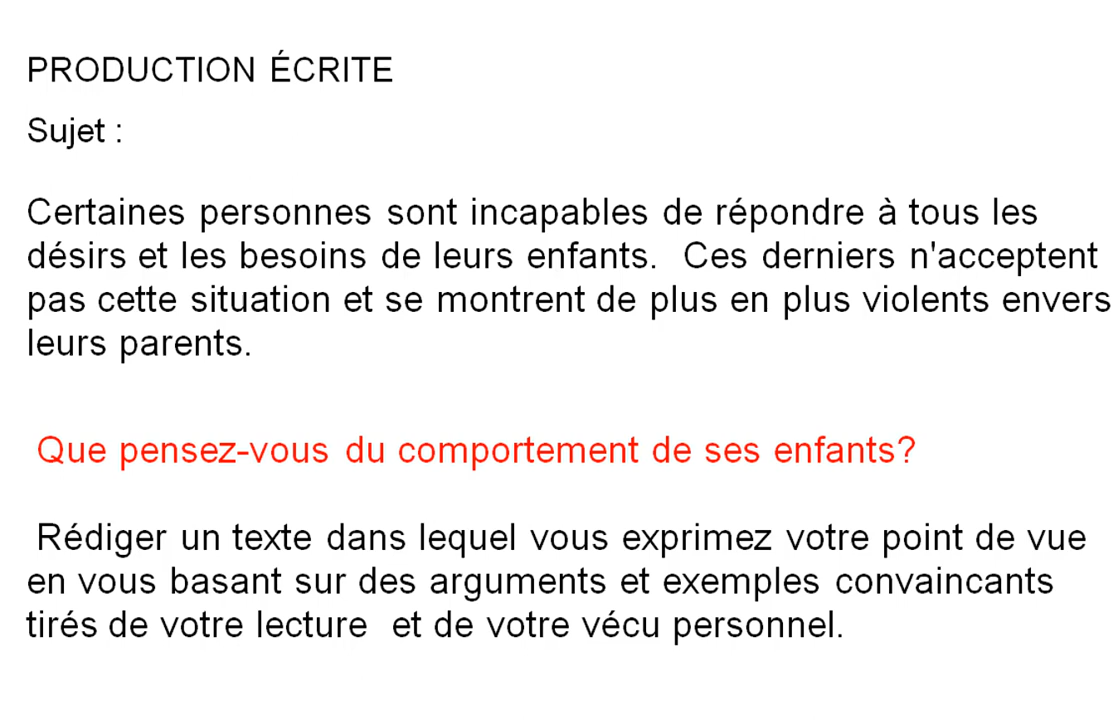 PRODUCTION ÉCRITE
Sujet :
Certaines personnes sont incapables de répondre à tous les
désirs et les besoins de leurs enfants.  Ces derniers n'acceptent
pas cette situation et se montrent de plus en plus violents envers
leurs parents.
Que pensez-vous du comportement de ses enfants?
Rédiger un texte dans lequel vous exprimez votre point de vue
en vous basant sur des arguments et exemples convaincants
tirés de votre lecture  et de votre vécu personnel.